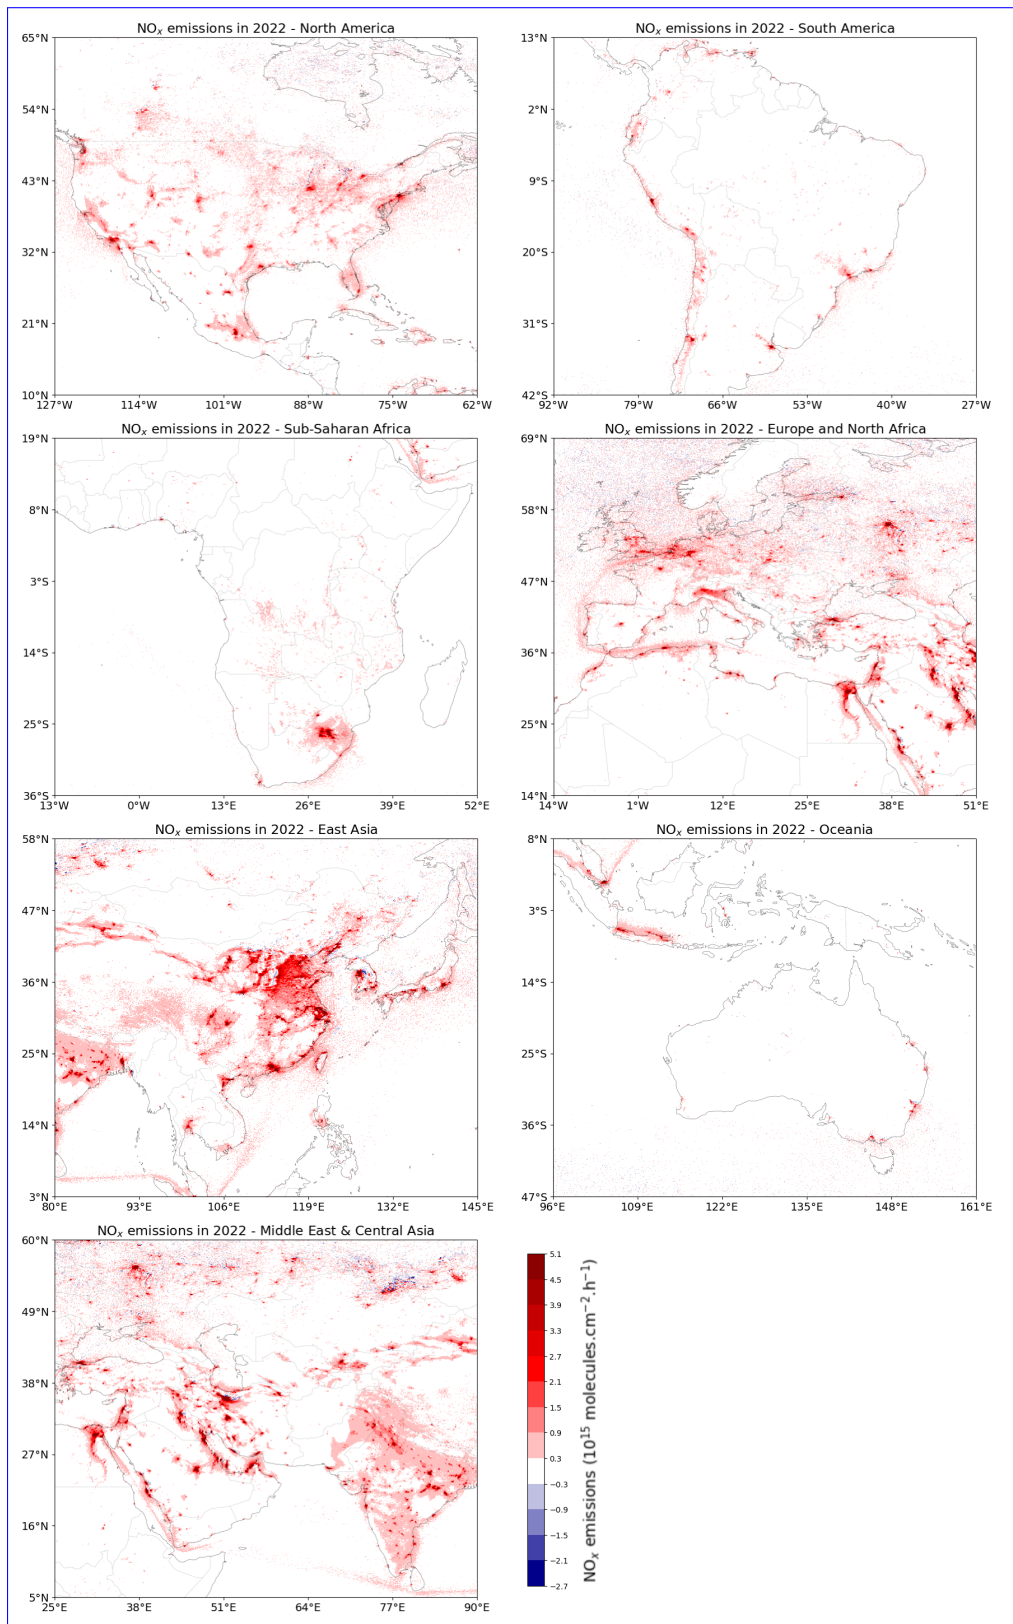 NOₓ emissions in 2022 - North America
65°N
54°N
43°N
32°N
21°N
10°N
127°W 114°W 101°W 88°W 75°W 62°W
NOₓ emissions in 2022 - South America
13°N
2°N
9°S
20°S
31°S
42°S
92°W 79°W 66°W 53°W 40°W 27°W
NOₓ emissions in 2022 - Sub-Saharan Africa
19°N
8°N
3°S
14°S
25°S
36°S
13°W 0°W 13°E 26°E 39°E 52°E
NOₓ emissions in 2022 - Europe and North Africa
69°N
58°N
47°N
36°N
25°N
14°N
14°W 1°W 12°E 25°E 38°E 51°E
NOₓ emissions in 2022 - East Asia
58°N
47°N
36°N
25°N
14°N
3°N
80°E 93°E 106°E 119°E 132°E 145°E
NOₓ emissions in 2022 - Oceania
8°N
3°S
14°S
25°S
36°S
47°S
96°E 109°E 122°E 135°E 148°E 161°E
NOₓ emissions in 2022 - Middle East & Central Asia
60°N
49°N
38°N
27°N
16°N
5°N
25°E 38°E 51°E 64°E 77°E 90°E
5.1
4.5
3.9
3.3
2.7
2.1
1.5
0.9
0.3
−0.3
−0.9
−1.5
−2.1
−2.7
NOₓ emissions (10¹⁵ molecules.cm⁻².h⁻¹)